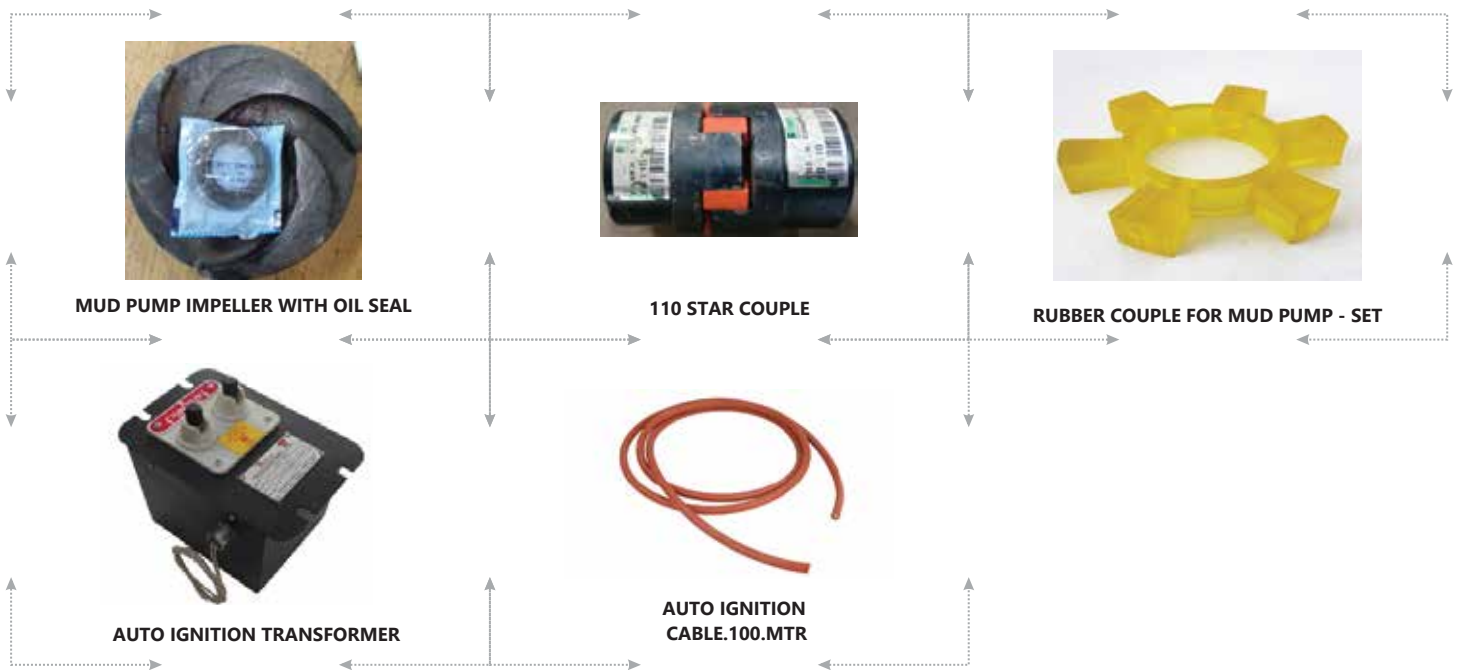 MUD PUMP IMPELLER WITH OIL SEAL
110 STAR COUPLE
RUBBER COUPLE FOR MUD PUMP - SET
AUTO IGNITION TRANSFORMER
AUTO IGNITION
CABLE.100.MTR